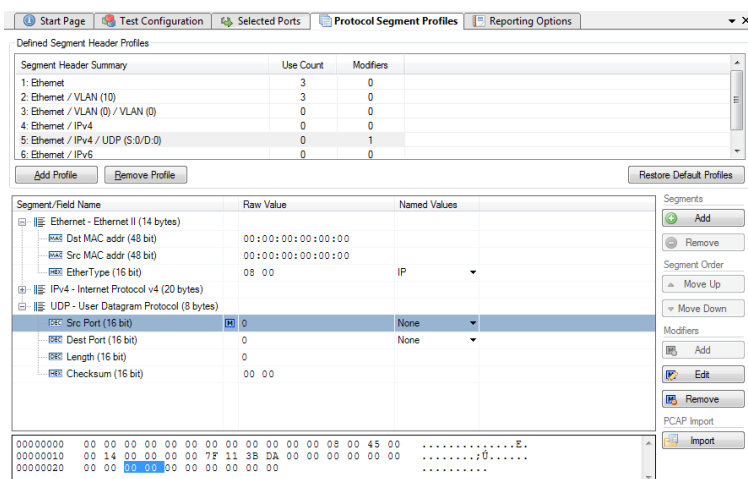 Start Page Test Configuration Selected Ports Protocol Segment Profiles Reporting Options
Defined Segment Header Profiles
Segment Header Summary Use Count Modifiers
1: Ethernet 3 0
2: Ethernet / VLAN (10) 3 0
3: Ethernet / VLAN (0) / VLAN (0) 0 0
4: Ethernet / IPv4 0 0
5: Ethernet / IPv4 / UDP (S:0/D:0) 0 1
6: Ethernet / IPv6 0 0
Add Profile Remove Profile Restore Default Profiles
Segment/Field Name Raw Value Named Values
Ethernet - Ethernet II (14 bytes)
MAC Dst MAC addr (48 bit) 00:00:00:00:00:00
MAC Src MAC addr (48 bit) 00:00:00:00:00:00
HEX EtherType (16 bit) 08 00 IP
IPv4 - Internet Protocol v4 (20 bytes)
UDP - User Datagram Protocol (8 bytes)
DEC Src Port (16 bit) M 0 None
DEC Dest Port (16 bit) 0 None
DEC Length (16 bit) 0
HEX Checksum (16 bit) 00 00
Segments
Add
Remove
Segment Order
Move Up
Move Down
Modifiers
Add
Edit
Remove
PCAP Import
Import
00000000 00 00 00 00 00 00 00 00 00 00 00 00 08 00 45 00 ..............E.
00000010 00 14 00 00 00 00 7F 11 3B DA 00 00 00 00 00 00 ........;Ú......
00000020 00 00 00 00 00 00 00 00 00 00 ..........